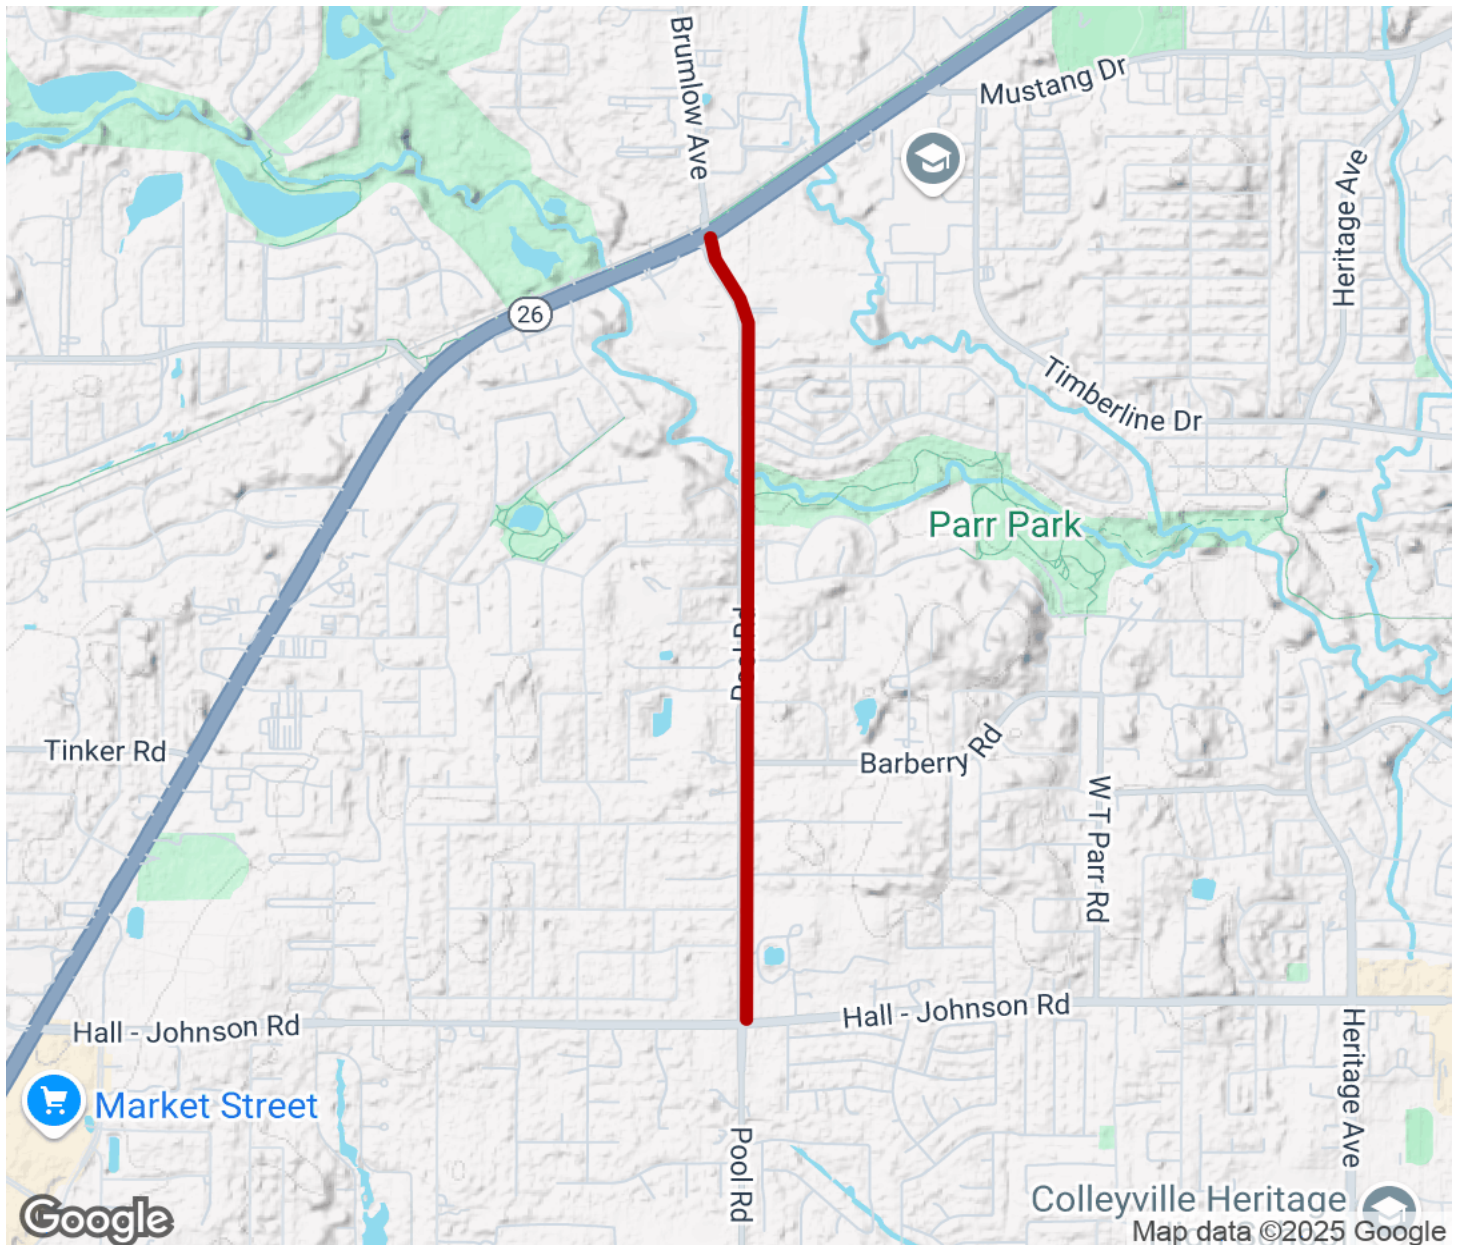 Brumlow Ave
Mustang Dr
Heritage Ave
26
Timberline Dr
Parr Park
Tinker Rd
Barberry Rd
W T Parr Rd
Hall - Johnson Rd
Hall - Johnson Rd
Heritage Ave
Market Street
Pool Rd
Colleyville Heritage
Google
Map data ©2025 Google